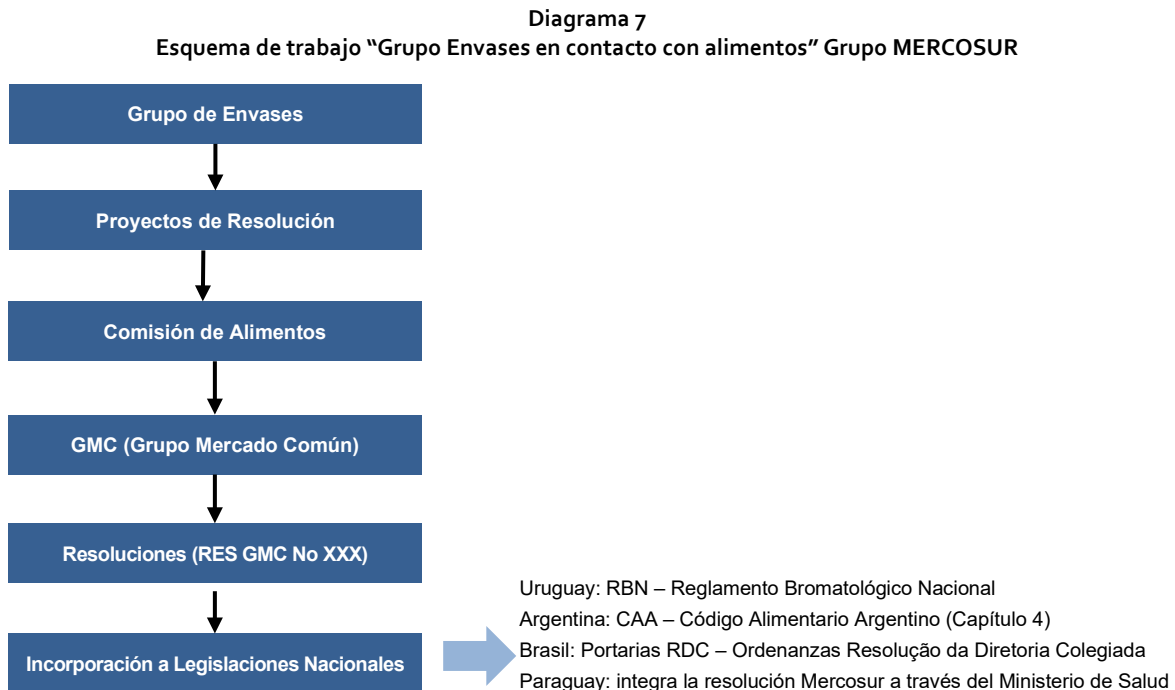 Diagrama 7
Esquema de trabajo “Grupo Envases en contacto con alimentos” Grupo MERCOSUR
Grupo de Envases
Proyectos de Resolución
Comisión de Alimentos
GMC (Grupo Mercado Común)
Resoluciones (RES GMC No XXX)
Incorporación a Legislaciones Nacionales
Uruguay: RBN – Reglamento Bromatológico Nacional
Argentina: CAA – Código Alimentario Argentino (Capítulo 4)
Brasil: Portarias RDC – Ordenanzas Resolução da Diretoria Colegiada
Paraguay: integra la resolución Mercosur a través del Ministerio de Salud